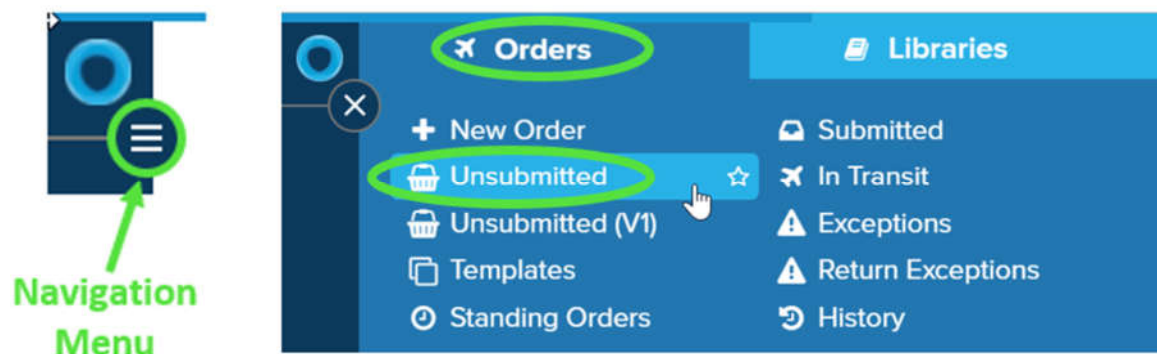 Navigation
Menu
Orders
Libraries
New Order
Submitted
Unsubmitted
In Transit
Unsubmitted (V1)
Exceptions
Templates
Return Exceptions
Standing Orders
History